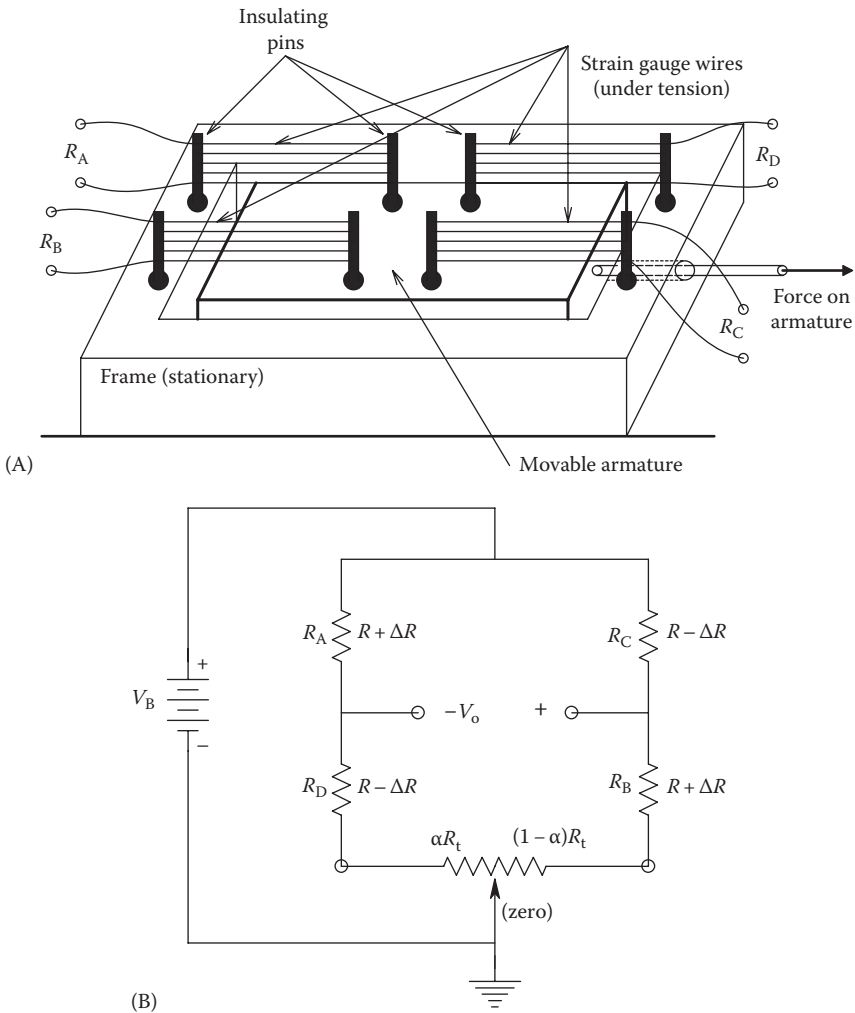 Insulating
pins
Strain gauge wires
(under tension)
R_A
R_D
R_B
R_C
Force on
armature
Frame (stationary)
Movable armature
(A)
R_A R + ΔR
R_C R − ΔR
+
V_B
−
−V_o
+
R_D R − ΔR
R_B R + ΔR
αR_t
(1 − α)R_t
(zero)
(B)